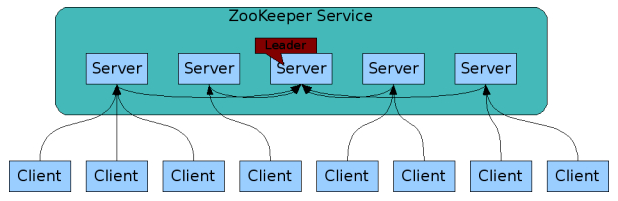 ZooKeeper Service
Leader
Server Server Server Server Server
Client Client Client Client Client Client Client Client